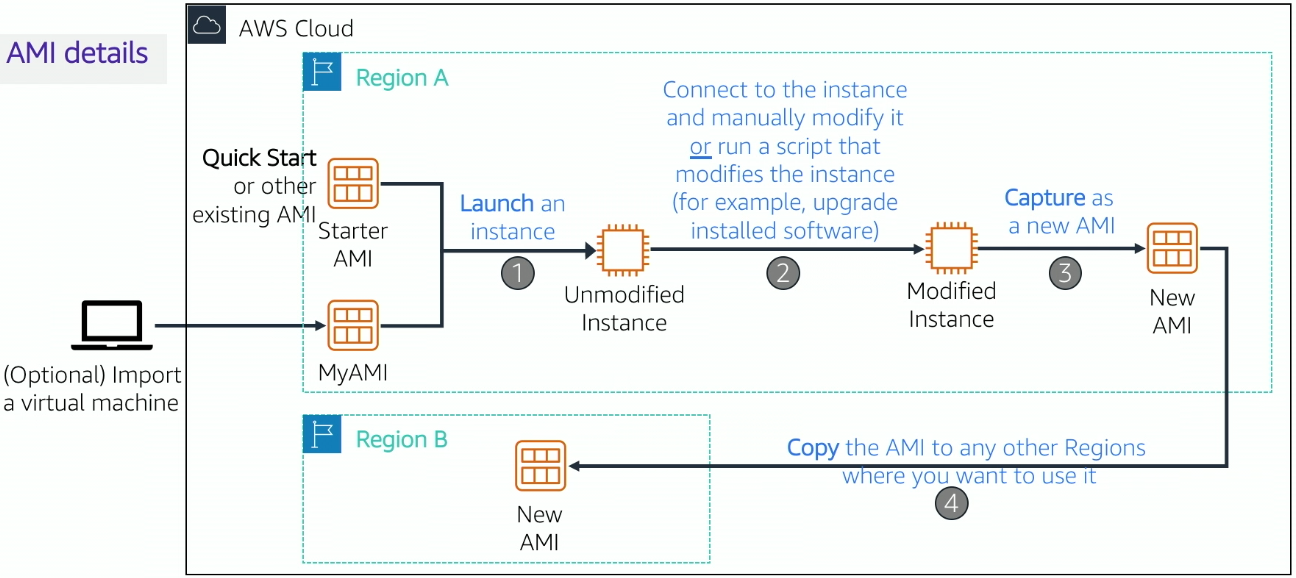 AMI details
AWS Cloud
Region A
Quick Start
or other
existing AMI
Starter
AMI
(Optional) Import
a virtual machine
MyAMI
Launch an
instance
1
Unmodified
Instance
Connect to the instance
and manually modify it
or run a script that
modifies the instance
(for example, upgrade
installed software)
2
Modified
Instance
Capture as
a new AMI
3
New
AMI
Region B
New
AMI
Copy the AMI to any other Regions
where you want to use it
4